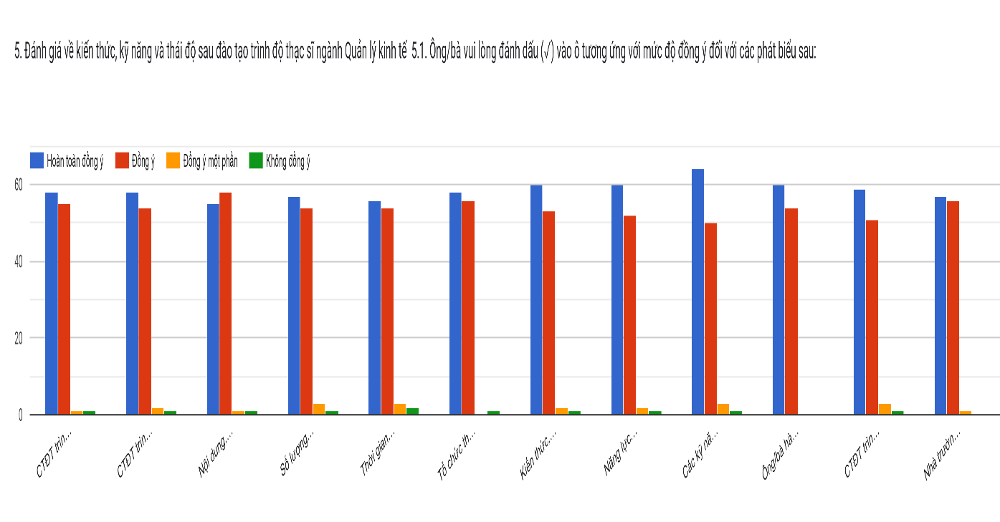 5. Đánh giá về kiến thức, kỹ năng và thái độ sau đào tạo trình độ thạc sĩ ngành Quản lý kinh tế 5.1. Ông/bà vui lòng đánh dấu (√) vào ô tương ứng với mức độ đồng ý đối với các phát biểu sau:
Hoàn toàn đồng ý Đồng ý Đồng ý một phần Không đồng ý
60
40
20
0
CTĐT trìn... CTĐT trìn... Nội dung,... Số lượng... Thời gian... Tổ chức th... Kiến thức,... Năng lực... Các kỹ nă... Ông/bà hà... CTĐT trìn... Nhà trườn...